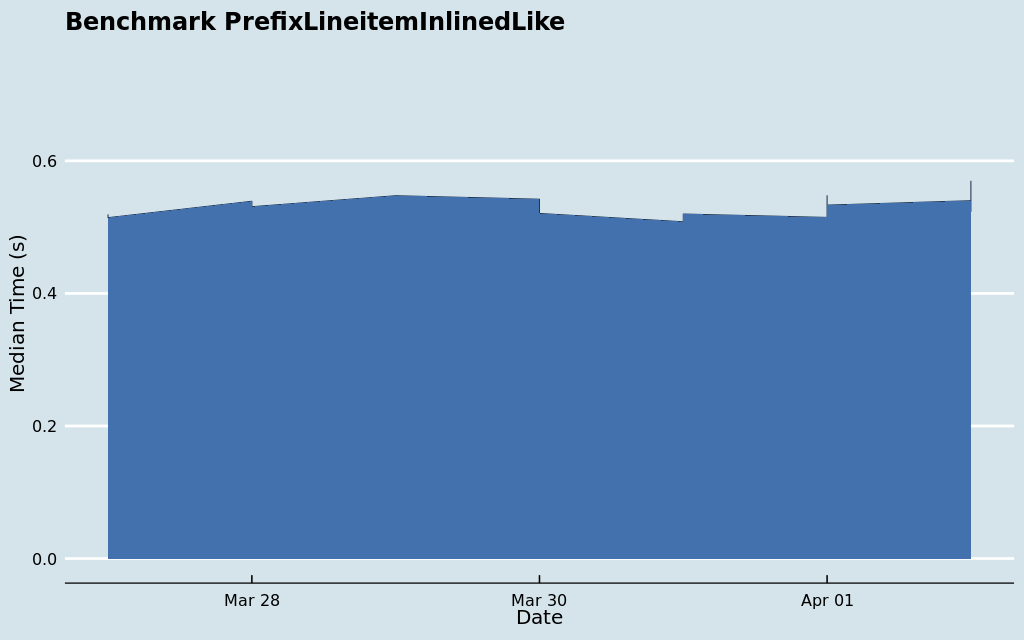 Benchmark PrefixLineitemInlinedLike
0.6
0.4
0.2
0.0
Median Time (s)
Mar 28
Mar 30
Apr 01
Date